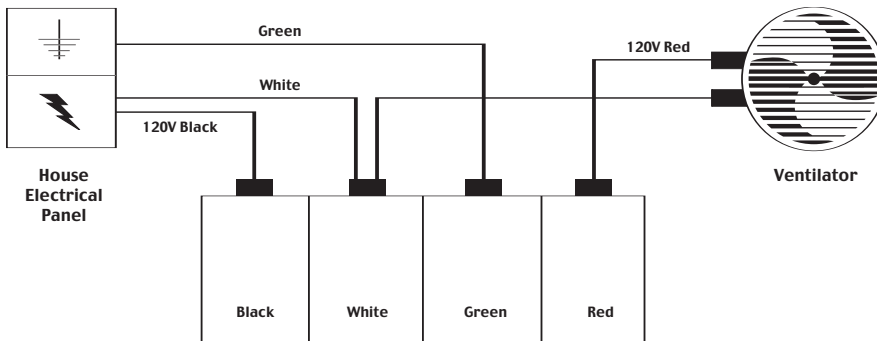 Green
120V Red
White
120V Black
House
Electrical
Panel
Ventilator
Black
White
Green
Red